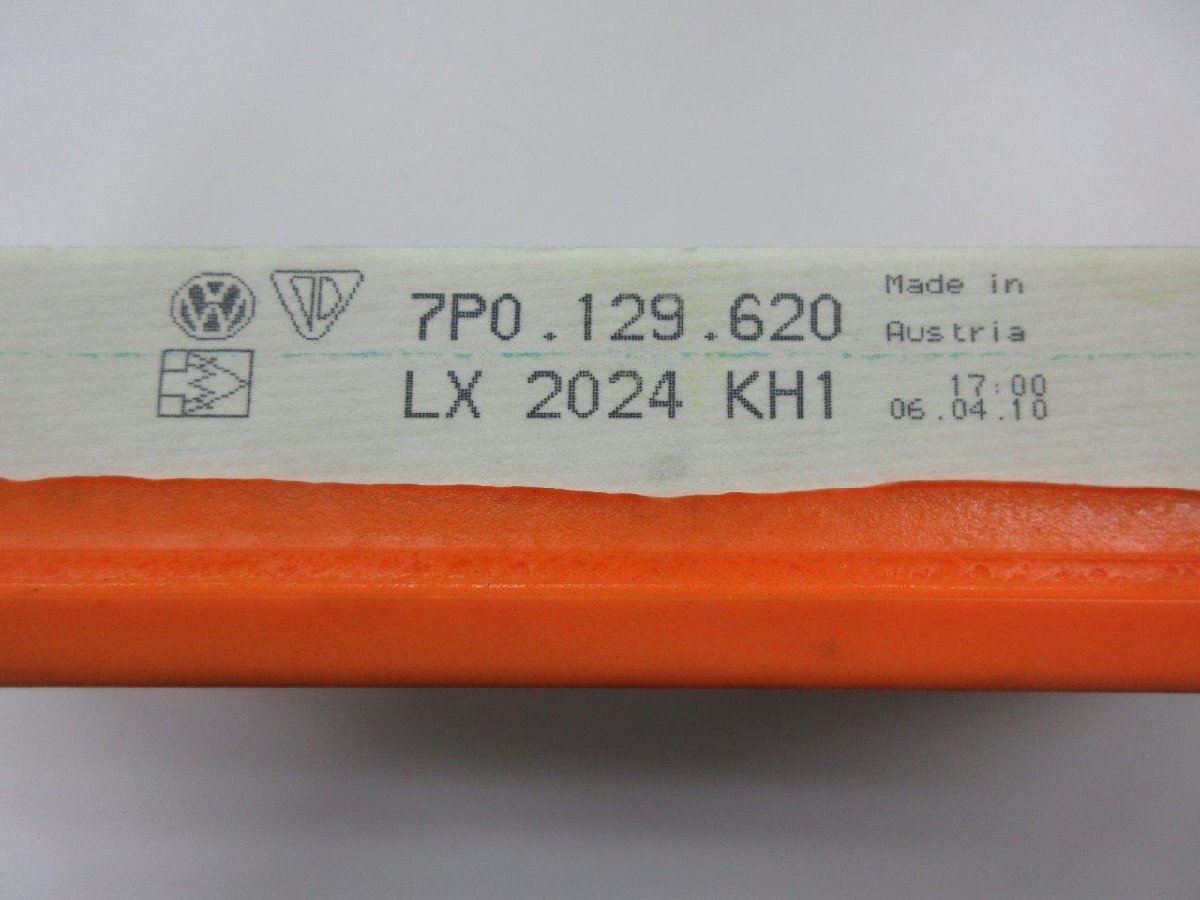 7P0.129.620
LX 2024 KH1
Made in
Austria
17:00
06.04.10